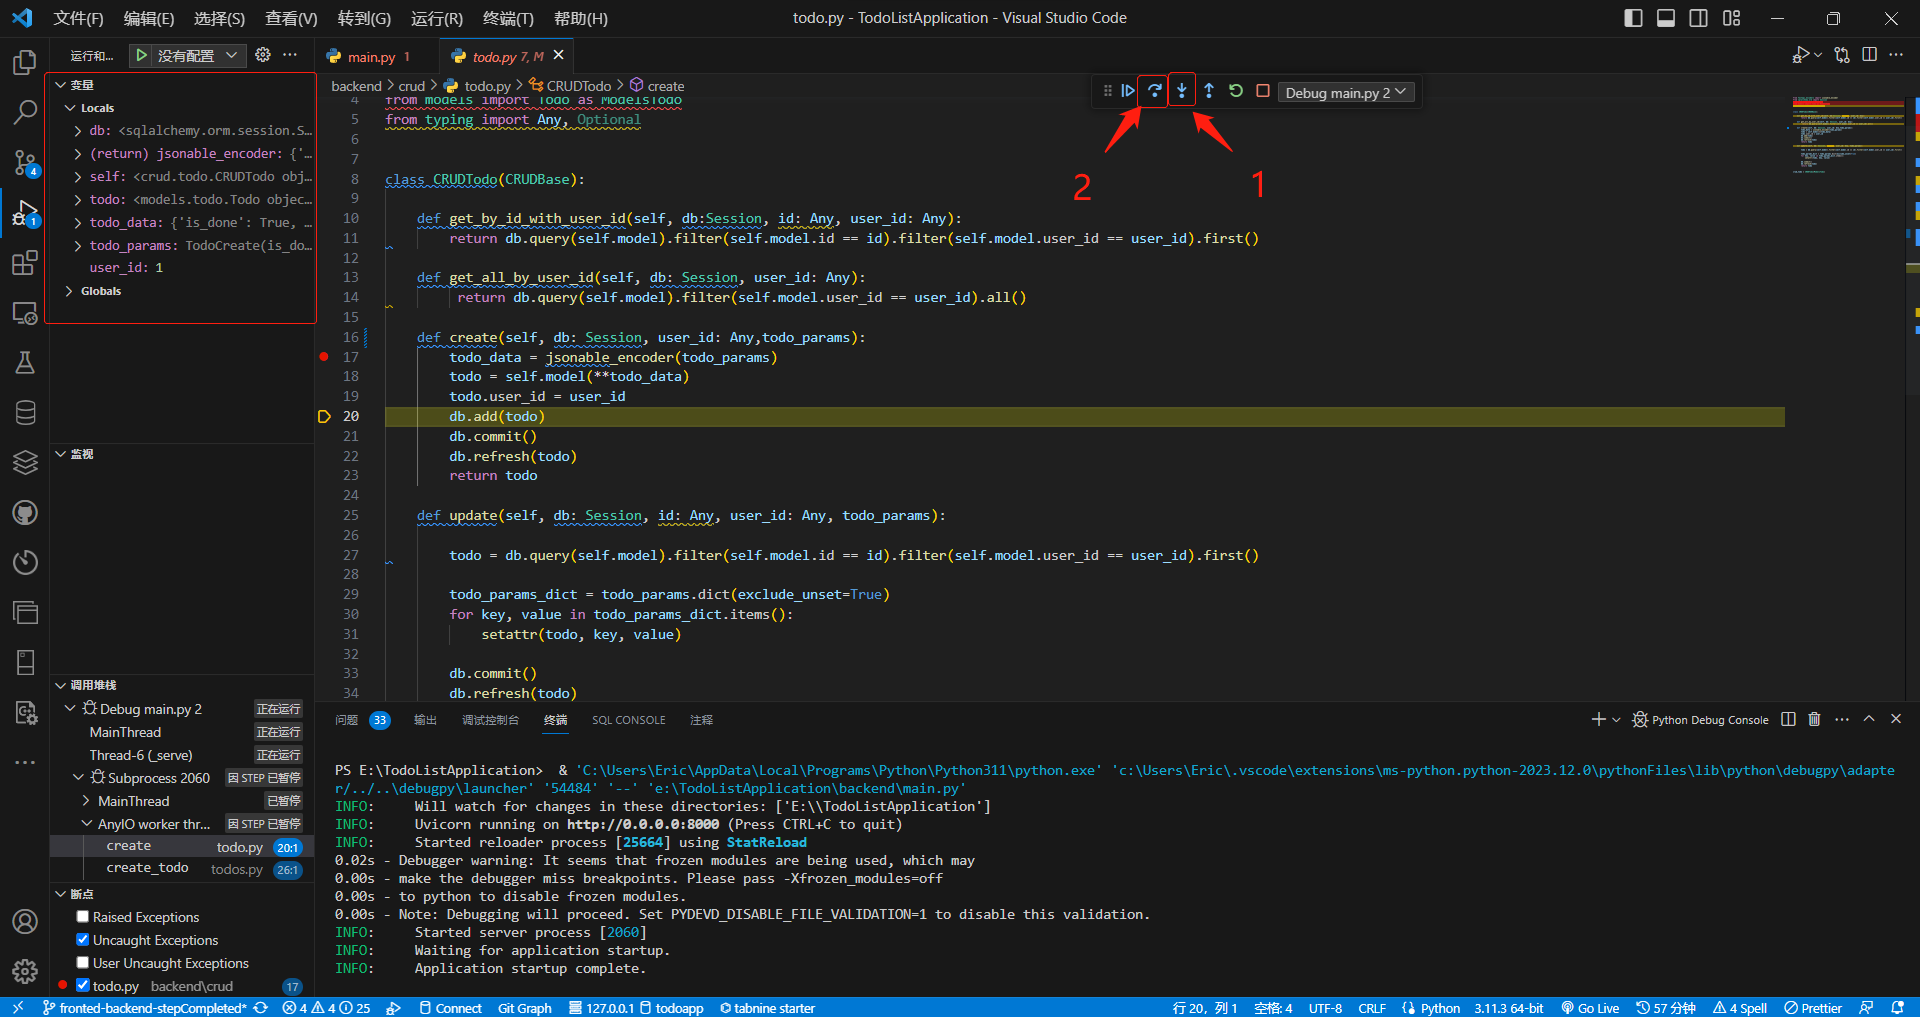 文件(F) 编辑(E) 选择(S) 查看(V) 转到(G) 运行(R) 终端(T) 帮助(H) todo.py - TodoListApplication - Visual Studio Code
运行和... 没有配置 ...
变量
Locals
db: <sqlalchemy.orm.session.S...
(return) jsonable_encoder: {'...
self: <crud.todo.CRUDTodo obj...
todo: <models.todo.Todo objec...
todo_data: {'is_done': True, ...
todo_params: TodoCreate(is_do...
user_id: 1
Globals
监视
调用堆栈
Debug main.py 2 正在运行
MainThread 正在运行
Thread-6 (_serve) 正在运行
Subprocess 2060 因 STEP 已暂停
MainThread 已暂停
AnyIO worker thr... 因 STEP 已暂停
create todo.py 20:1
create_todo todos.py 26:1
断点
Raised Exceptions
Uncaught Exceptions
User Uncaught Exceptions
todo.py backend\crud 17
4
1
main.py 1 todo.py 7, M
backend > crud > todo.py > CRUDTodo > create
Debug main.py 2
2 1
4 from models import Todo as ModelsTodo
5 from typing import Any, Optional
6
7
8 class CRUDTodo(CRUDBase):
9
10 def get_by_id_with_user_id(self, db:Session, id: Any, user_id: Any):
11 return db.query(self.model).filter(self.model.id == id).filter(self.model.user_id == user_id).first()
12
13 def get_all_by_user_id(self, db: Session, user_id: Any):
14 return db.query(self.model).filter(self.model.user_id == user_id).all()
15
16 def create(self, db: Session, user_id: Any,todo_params):
17 todo_data = jsonable_encoder(todo_params)
18 todo = self.model(**todo_data)
19 todo.user_id = user_id
20 db.add(todo)
21 db.commit()
22 db.refresh(todo)
23 return todo
24
25 def update(self, db: Session, id: Any, user_id: Any, todo_params):
26
27 todo = db.query(self.model).filter(self.model.id == id).filter(self.model.user_id == user_id).first()
28
29 todo_params_dict = todo_params.dict(exclude_unset=True)
30 for key, value in todo_params_dict.items():
31 setattr(todo, key, value)
32
33 db.commit()
34 db.refresh(todo)
问题 33 输出 调试控制台 终端 SQL CONSOLE 注释 Python Debug Console
PS E:\TodoListApplication> & 'C:\Users\Eric\AppData\Local\Programs\Python\Python311\python.exe' 'c:\Users\Eric\.vscode\extensions\ms-python.python-2023.12.0\pythonFiles\lib\python\debugpy\adapte
r/../..\debugpy\launcher' '54484' '--' 'e:\TodoListApplication\backend\main.py'
INFO: Will watch for changes in these directories: ['E:\\TodoListApplication']
INFO: Uvicorn running on http://0.0.0.0:8000 (Press CTRL+C to quit)
INFO: Started reloader process [25664] using StatReload
0.02s - Debugger warning: It seems that frozen modules are being used, which may
0.00s - make the debugger miss breakpoints. Please pass -Xfrozen_modules=off
0.00s - to python to disable frozen modules.
0.00s - Note: Debugging will proceed. Set PYDEVD_DISABLE_FILE_VALIDATION=1 to disable this validation.
INFO: Started server process [2060]
INFO: Waiting for application startup.
INFO: Application startup complete.
fronted-backend-stepCompleted* 4 4 25 Connect Git Graph 127.0.0.1 todoapp tabnine starter 行 20，列 1 空格: 4 UTF-8 CRLF Python 3.11.3 64-bit Go Live 57 分钟 4 Spell Prettier